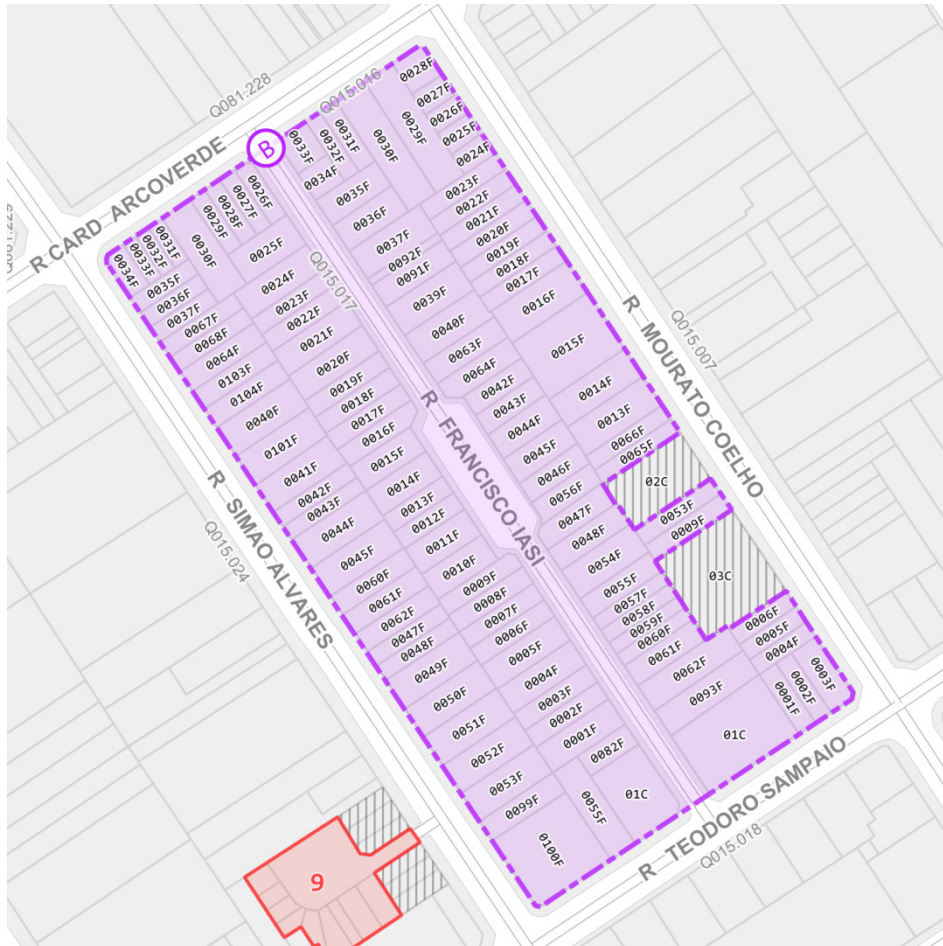 Q081.228
Q015.016
R CARD ARCOVERDE
B
0028F
0027F
0026F
0025F
0024F
0029F
0030F
0031F
0032F
0033F
0034F
0035F
0036F
0037F
0092F
0091F
0039F
0040F
0063F
0064F
0042F
0043F
0044F
0045F
0046F
0056F
0047F
0048F
0054F
0055F
0057F
0058F
0059F
0060F
0061F
0062F
0093F
01C
0023F
0022F
0021F
0020F
0019F
0018F
0017F
0016F
0015F
0014F
0013F
0066F
0065F
02C
0053F
0009F
03C
0006F
0005F
0004F
0003F
0002F
0001F
R MOURATO COELHO
Q015.007
R FRANCISCO IASI
Q015.017
0026F
0027F
0028F
0029F
0030F
0031F
0032F
0033F
0034F
0035F
0036F
0037F
0067F
0068F
0064F
0103F
0104F
0040F
0101F
0041F
0042F
0043F
0044F
0045F
0060F
0061F
0062F
0047F
0048F
0049F
0050F
0051F
0052F
0053F
0099F
0100F
0025F
0024F
0023F
0022F
0021F
0020F
0019F
0018F
0017F
0016F
0015F
0014F
0013F
0012F
0011F
0010F
0009F
0008F
0007F
0006F
0005F
0004F
0003F
0002F
0001F
0082F
0055F
01C
R SIMAO ALVARES
Q015.024
R TEODORO SAMPAIO
Q015.018
9